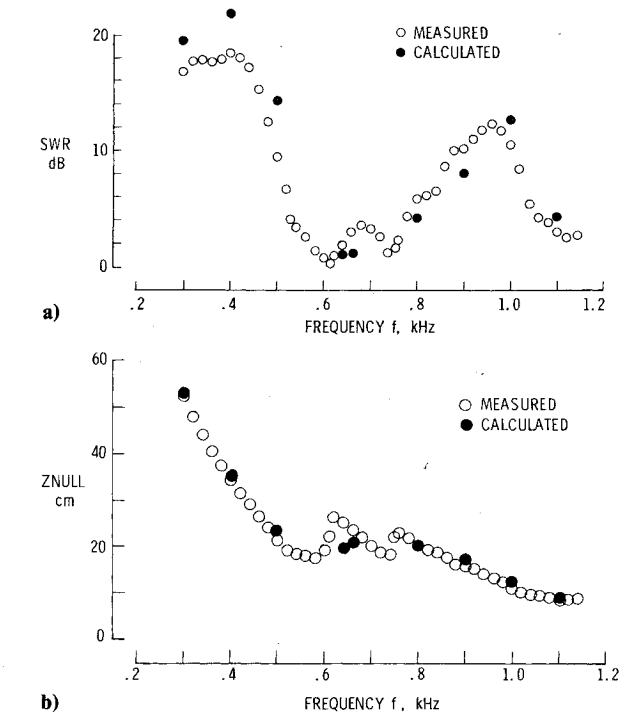 20
MEASURED
CALCULATED
SWR
dB
10
0
.2 .4 .6 .8 1.0 1.2
a)
FREQUENCY f, kHz
60
MEASURED
CALCULATED
40
ZNULL
cm
20
0
.2 .4 .6 .8 1.0 1.2
b)
FREQUENCY f, kHz